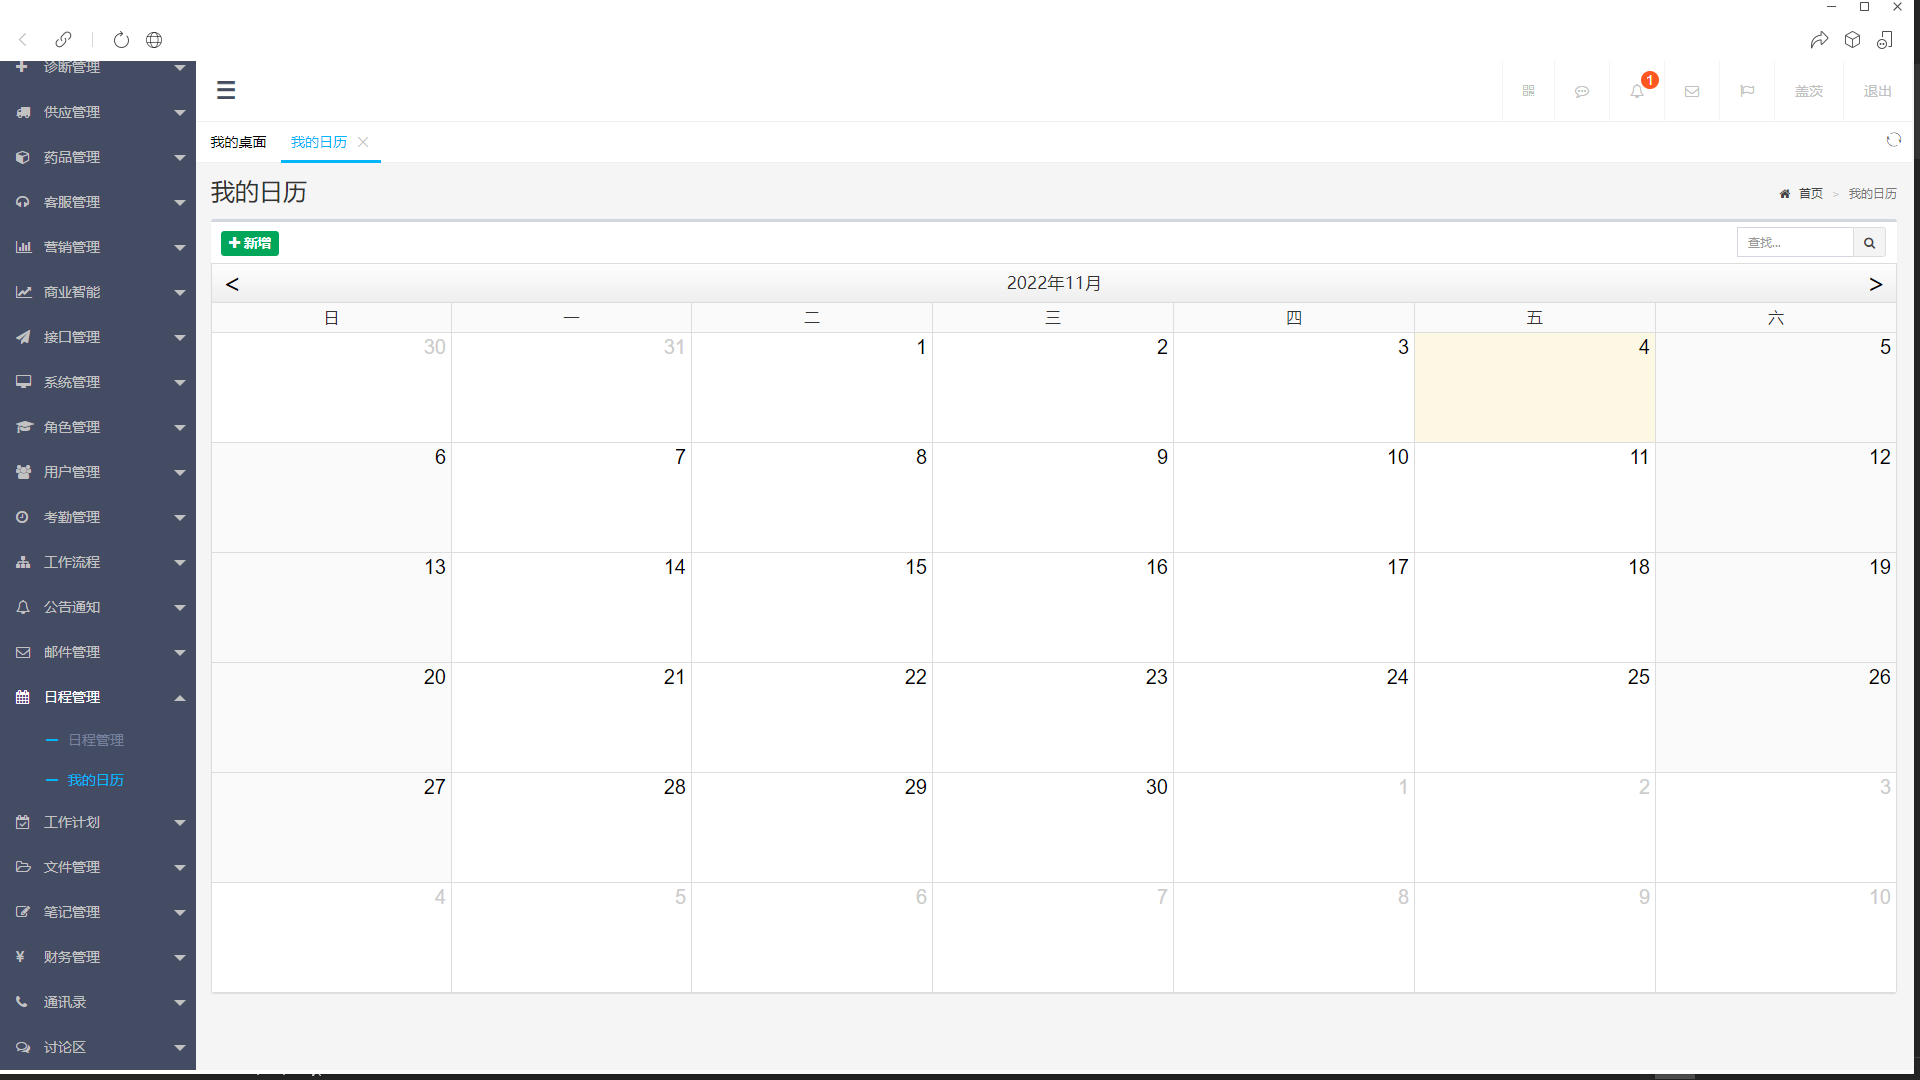 诊断管理
供应管理
药品管理
客服管理
营销管理
商业智能
接口管理
系统管理
角色管理
用户管理
考勤管理
工作流程
公告通知
邮件管理
日程管理
日程管理
我的日历
工作计划
文件管理
笔记管理
¥ 财务管理
通讯录
讨论区
1
盖茨
退出
我的桌面
我的日历
我的日历
首页 > 我的日历
新增
查找...
< 2022年11月 >
日 一 二 三 四 五 六
30 31 1 2 3 4 5
6 7 8 9 10 11 12
13 14 15 16 17 18 19
20 21 22 23 24 25 26
27 28 29 30 1 2 3
4 5 6 7 8 9 10